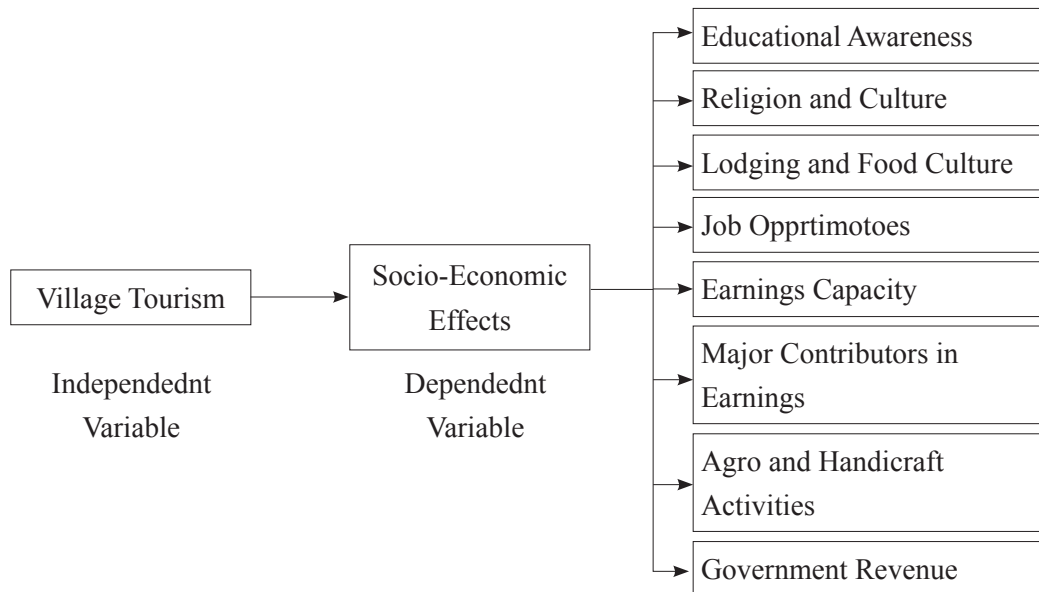 Village Tourism
Independednt
Variable
Socio-Economic
Effects
Dependednt
Variable
Educational Awareness
Religion and Culture
Lodging and Food Culture
Job Opprtimotoes
Earnings Capacity
Major Contributors in
Earnings
Agro and Handicraft
Activities
Government Revenue